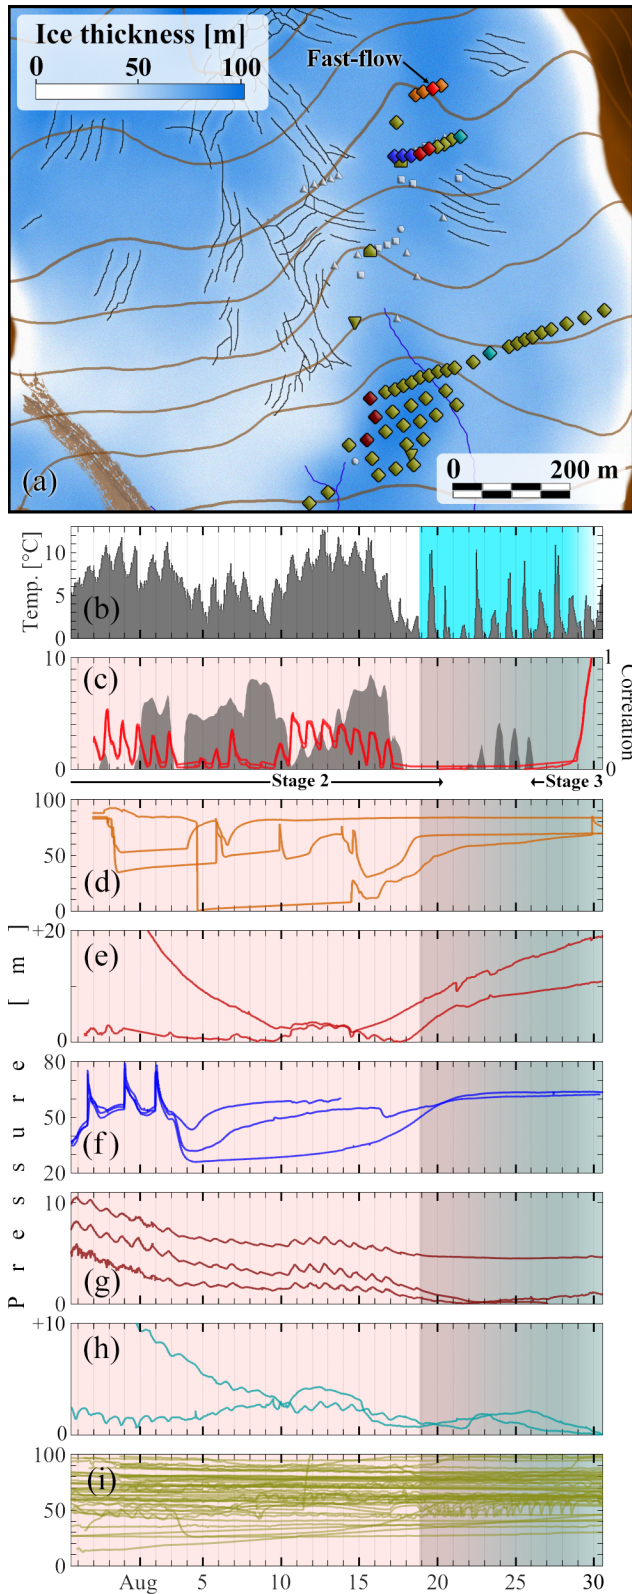 Ice thickness [m]
0 50 100
Fast-flow
0 200 m
(a)
Temp. [°C]
10
5
0
(b)
10
0
(c)
1
0
Correlation
Stage 2
Stage 3
Pressure [m]
100
50
0
(d)
+20
10
0
(e)
80
50
20
(f)
10
0
(g)
+10
0
(h)
100
50
0
(i)
Aug 5 10 15 20 25 30